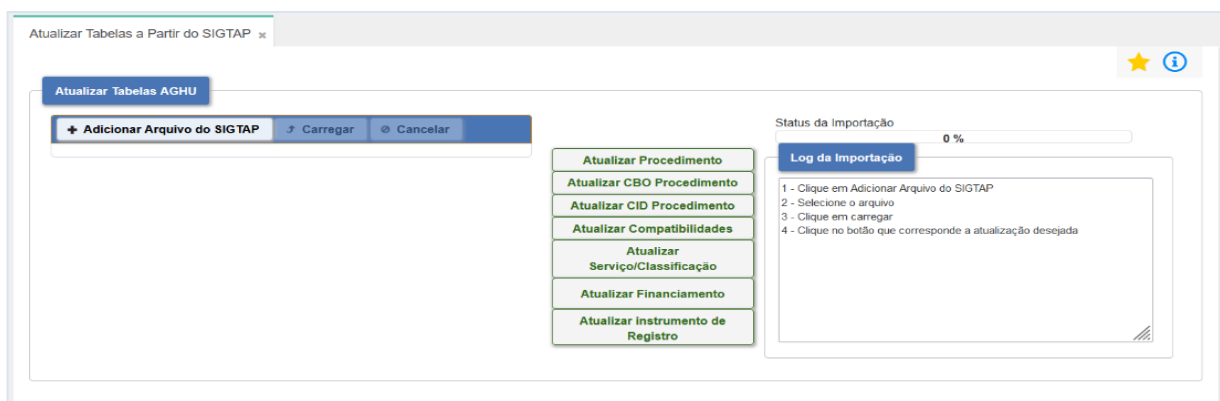 Atualizar Tabelas a Partir do SIGTAP
Atualizar Tabelas AGHU
+ Adicionar Arquivo do SIGTAP Carregar Cancelar
Status da Importação
0 %
Atualizar Procedimento
Atualizar CBO Procedimento
Atualizar CID Procedimento
Atualizar Compatibilidades
Atualizar
Serviço/Classificação
Atualizar Financiamento
Atualizar Instrumento de
Registro
Log da Importação
1 - Clique em Adicionar Arquivo do SIGTAP
2 - Selecione o arquivo
3 - Clique em carregar
4 - Clique no botão que corresponde a atualização desejada